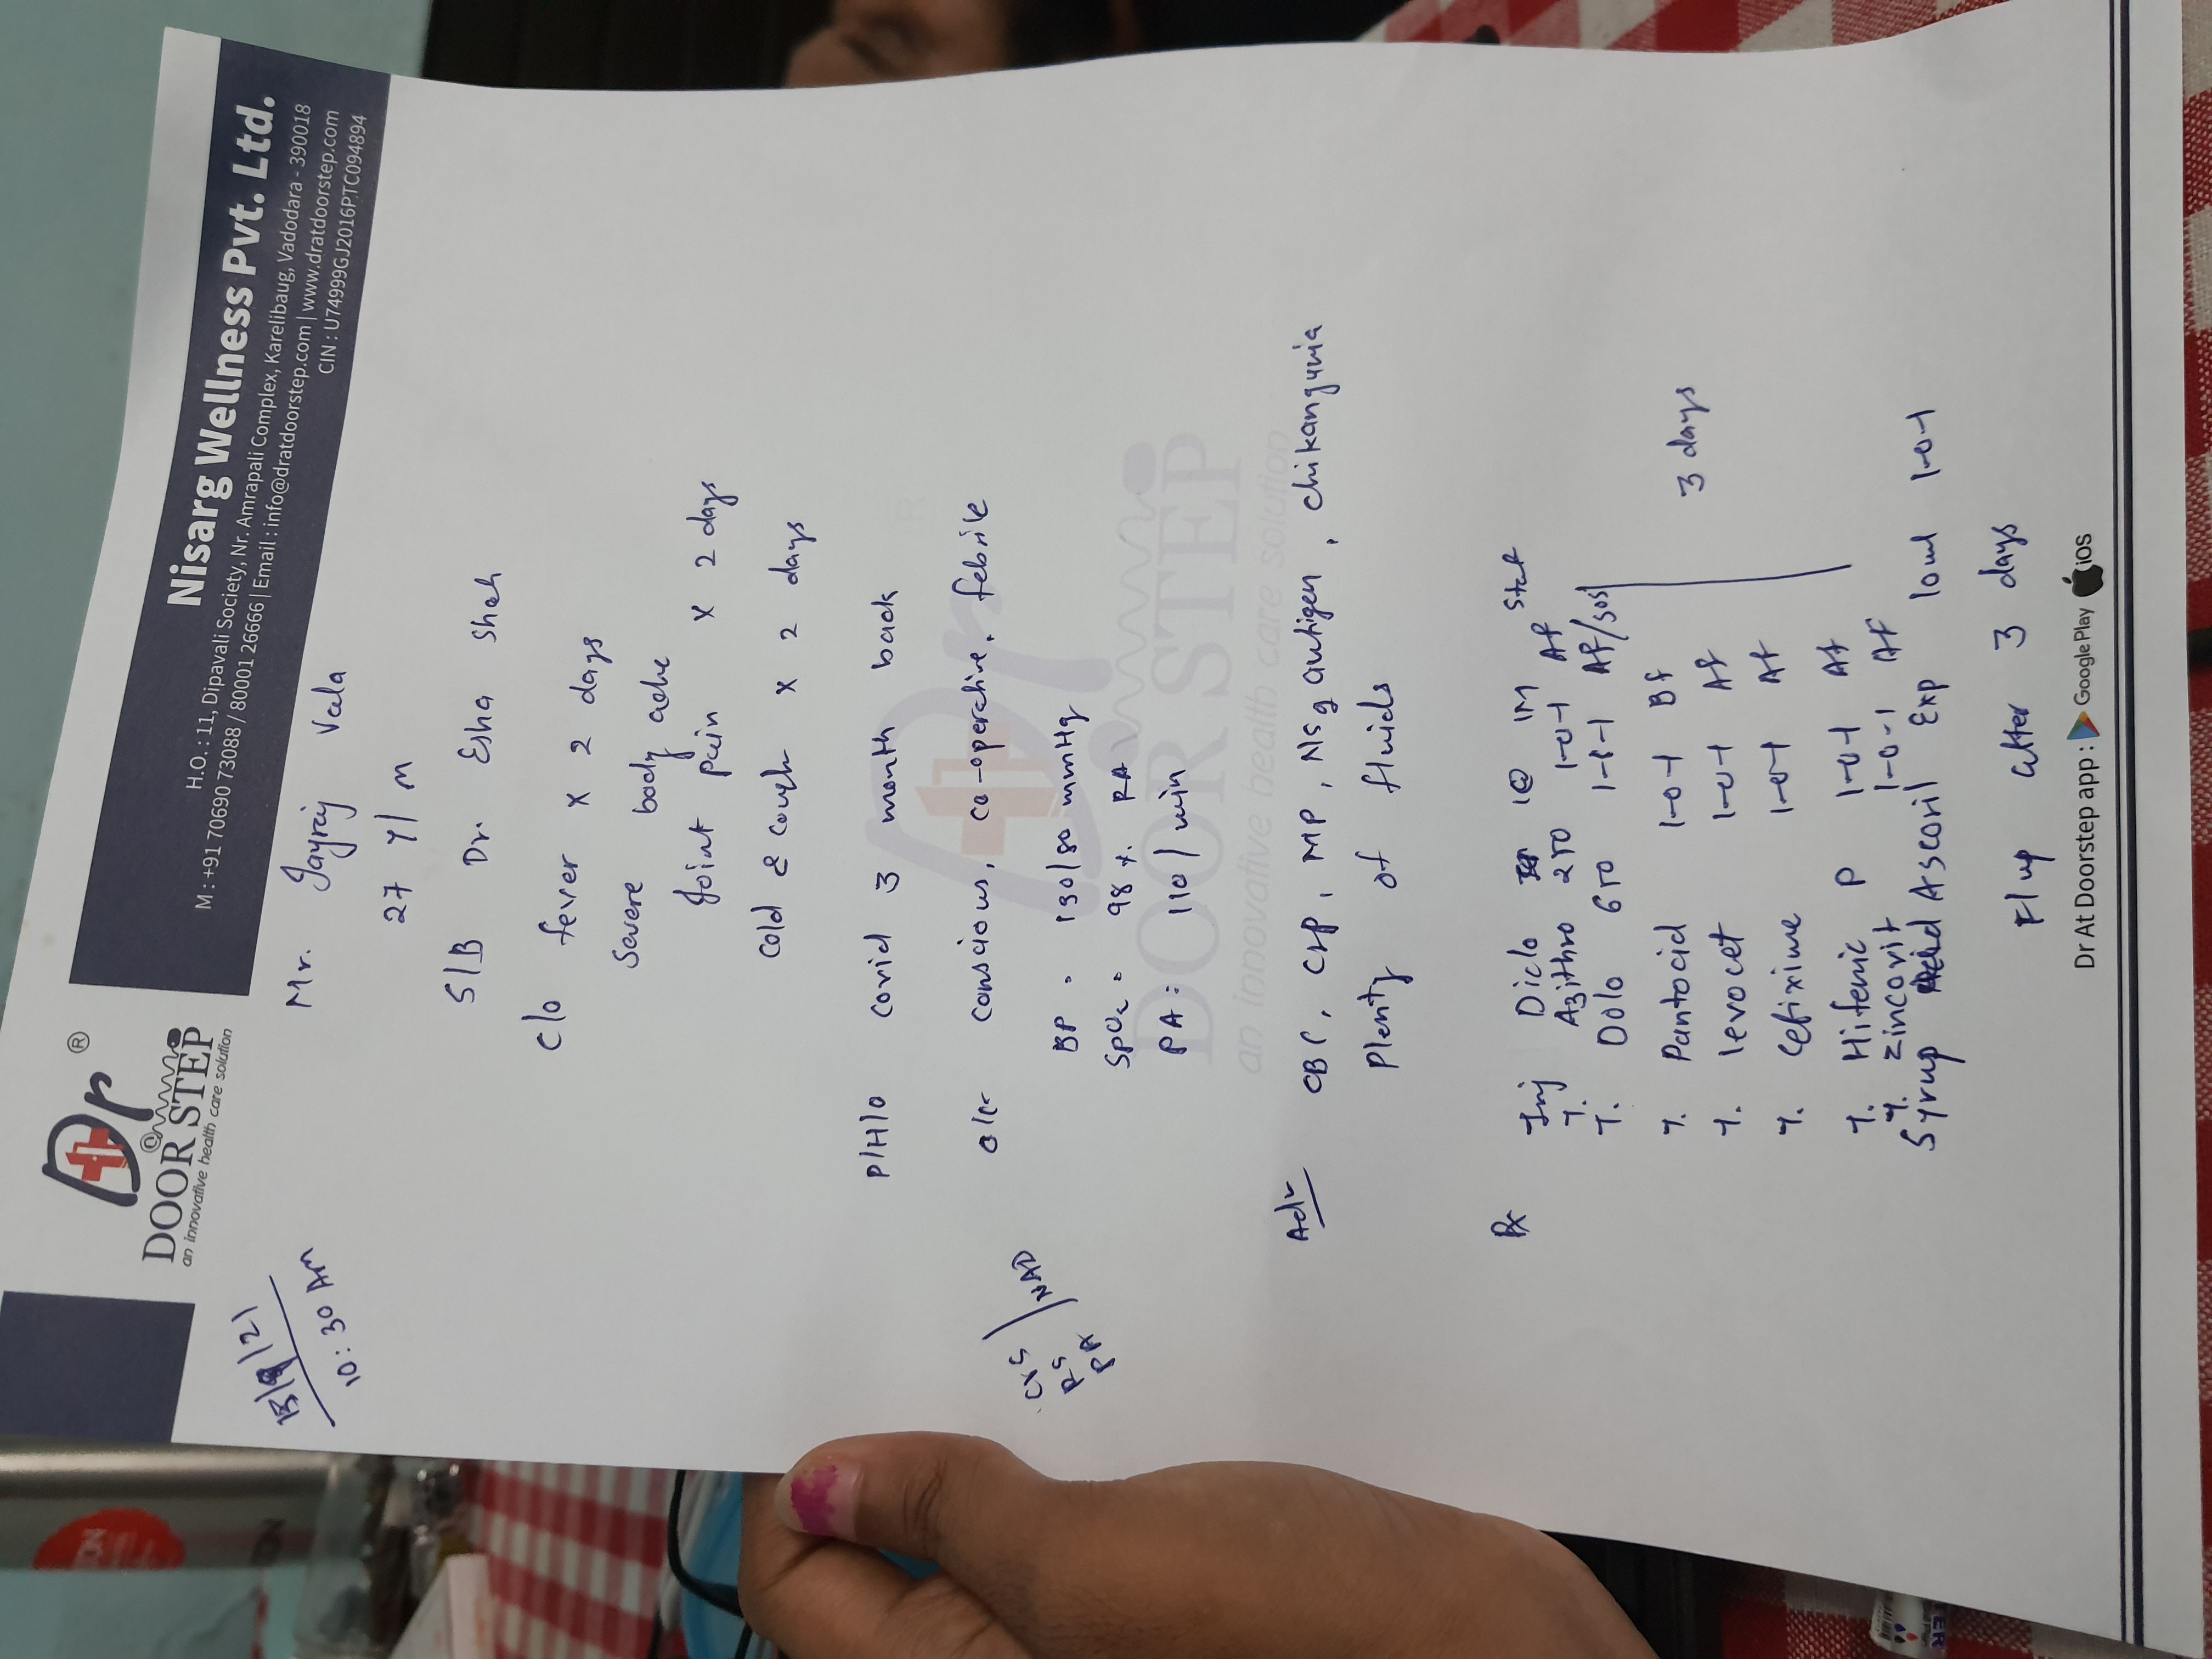 Dr ®
@
DOOR STEP
an innovative health care solution
Nisarg Wellness Pvt. Ltd.
H.O. : 11, Dipavali Society, Nr. Amrapali Complex, Karelibaug, Vadodara - 390018
M : +91 70690 73088 / 80001 26666 | Email : info@dratdoorstep.com | www.dratdoorstep.com
CIN : U74999GJ2016PTC094894
15/9/21
10:30 AM
Mr. Jayraj Vala
27 Y/M
S/B Dr. Esha Shah
C/o fever x 2 days
Severe body ache
Joint pain x 2 days
Cold & cough x 2 days
P/H/O Covid 3 month back
O/E conscious, co-operative, febrile
CVS
RS NAD
PA
BP = 130/80 mmHg
SpO2 = 98 % RA
PA: 110/min
DOOR STEP
an innovative health care solution
Adv CBC, CRP, MP, NS1 antigen, chikangunia
Plenty of fluids
Rx
Inj Diclo IM Stat
T. Azithro 250 1-0-1 Af
T. Dolo 650 1-1-1 Af/sos
T. Pantocid 1-0-1 Bf
T. levocet 1-0-1 Af
3 days
T. Cefixime 1-0-1 Af
T. Hifenic P 1-0-1 Af
T. Zincovit 1-0-1 AF
Syrup Ascoril Exp 10ml 1-0-1
F/up after 3 days
Dr At Doorstep app : Google Play iOS